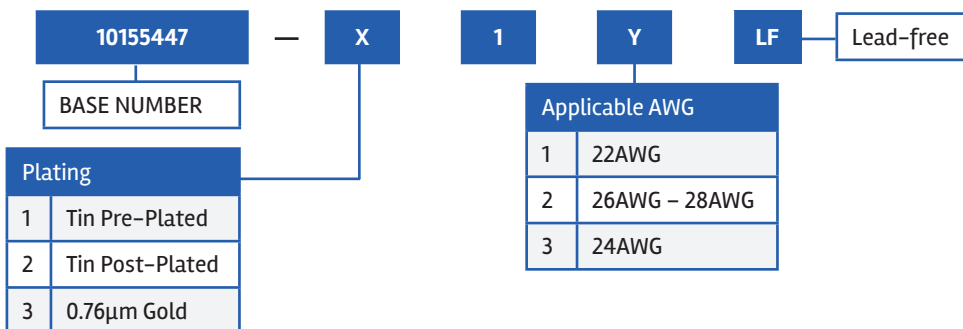 10155447 — X 1 Y LF Lead-free
BASE NUMBER
Plating
1 Tin Pre-Plated
2 Tin Post-Plated
3 0.76µm Gold
Applicable AWG
1 22AWG
2 26AWG – 28AWG
3 24AWG